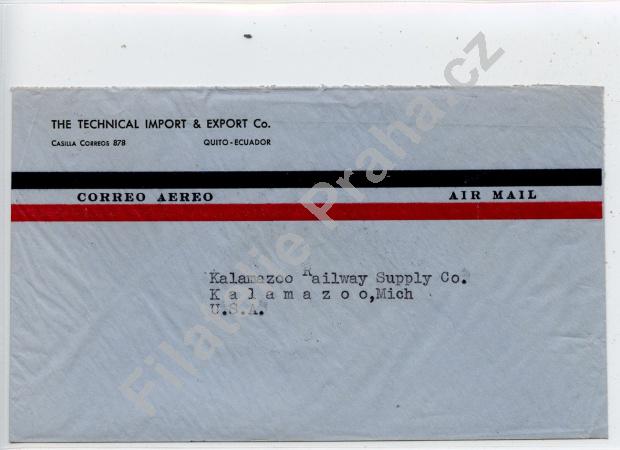 THE TECHNICAL IMPORT & EXPORT Co.
CASILLA CORREOS 878 QUITO - ECUADOR
CORREO AEREO AIR MAIL
Kalamazoo Railway Supply Co.
K a l a m a z o o,Mich
U.S.A.
Filatelie Praha.cz